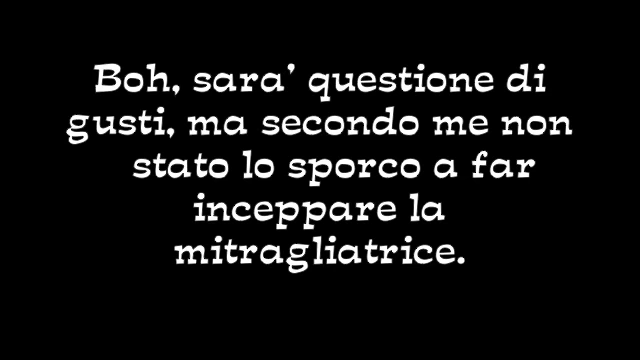 Boh, sara' questione di
gusti, ma secondo me non
stato lo sporco a far
inceppare la
mitragliatrice.